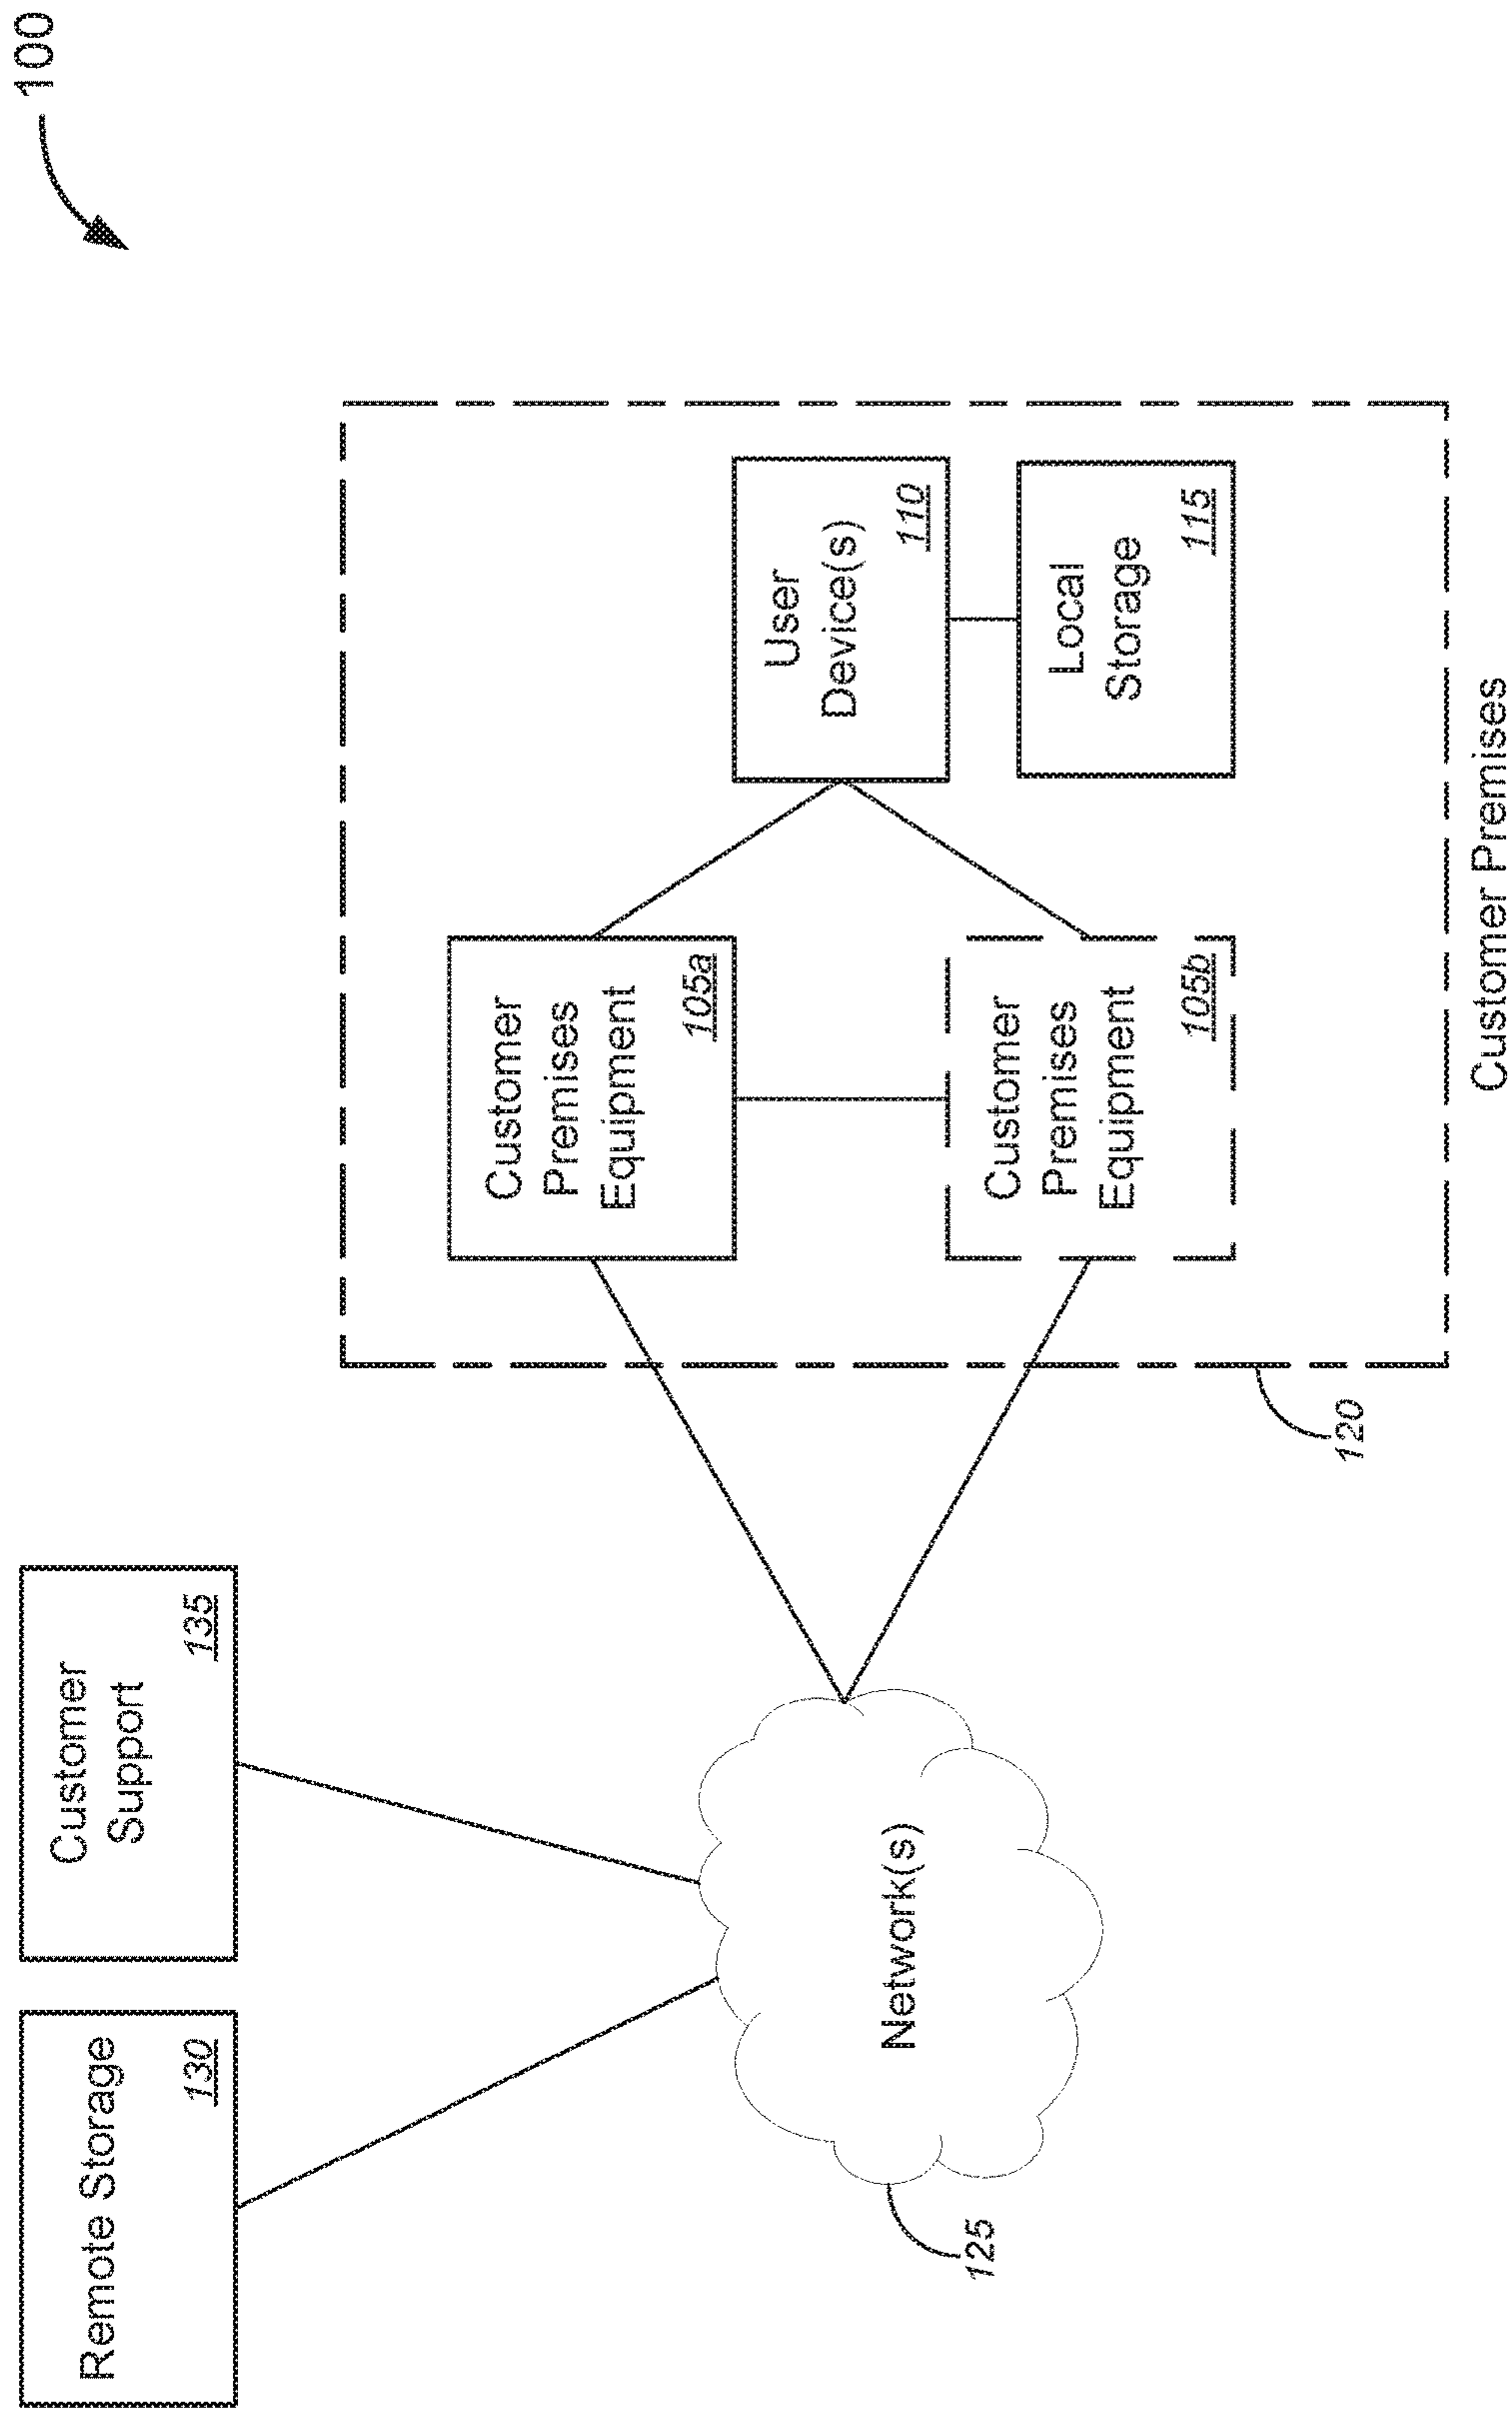 100
Remote Storage
130
Customer
Support
135
Network(s)
125
Customer
Premises
Equipment
105a
Customer
Premises
Equipment
105b
User
Device(s)
110
Local
Storage
115
120
Customer Premises